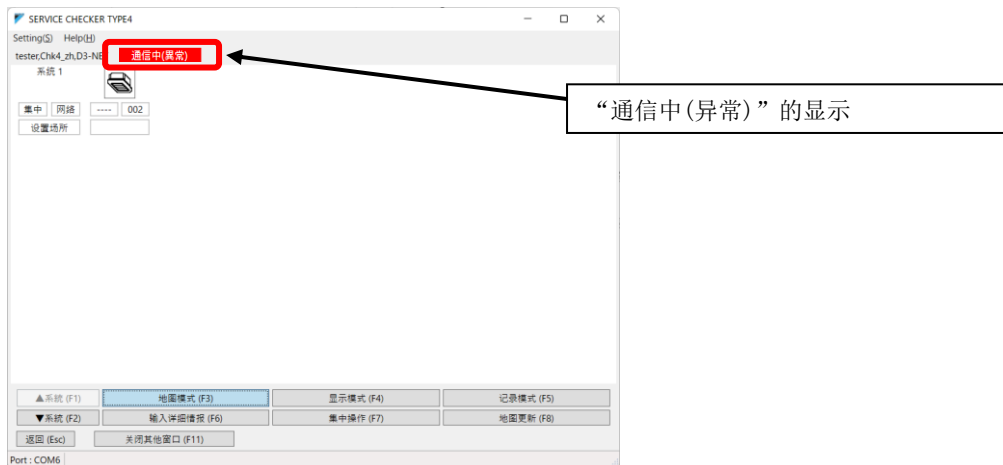 SERVICE CHECKER TYPE4
Setting(S) Help(H)
tester,Chk4_zh,D3-NE
通信中(異常)
系统 1
集中 网络 ---- 002
设置场所
“通信中(异常)”的显示
▲系統 (F1) 地圖模式 (F3) 显示模式 (F4) 记录模式 (F5)
▼系統 (F2) 输入详细情报 (F6) 集中操作 (F7) 地图更新 (F8)
返回 (Esc) 关闭其他窗口 (F11)
Port : COM6